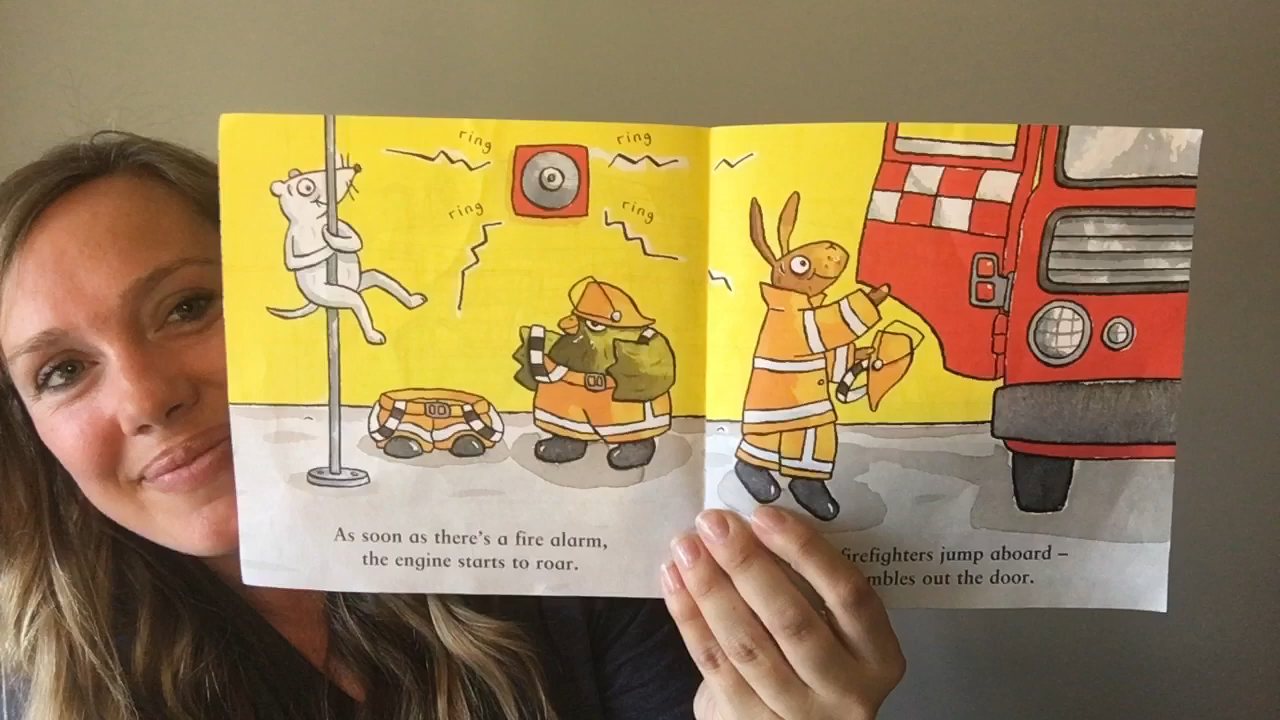 ring
ring
ring
ring
As soon as there's a fire alarm,
the engine starts to roar.
firefighters jump aboard –
out the door.